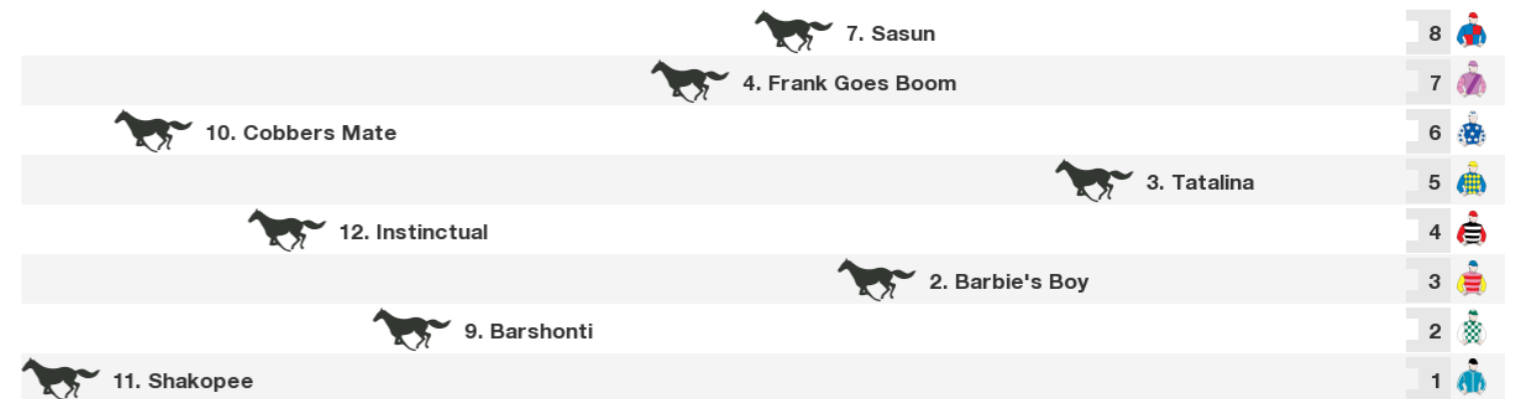 7. Sasun 8
4. Frank Goes Boom 7
10. Cobbers Mate 6
3. Tatalina 5
12. Instinctual 4
2. Barbie's Boy 3
9. Barshonti 2
11. Shakopee 1